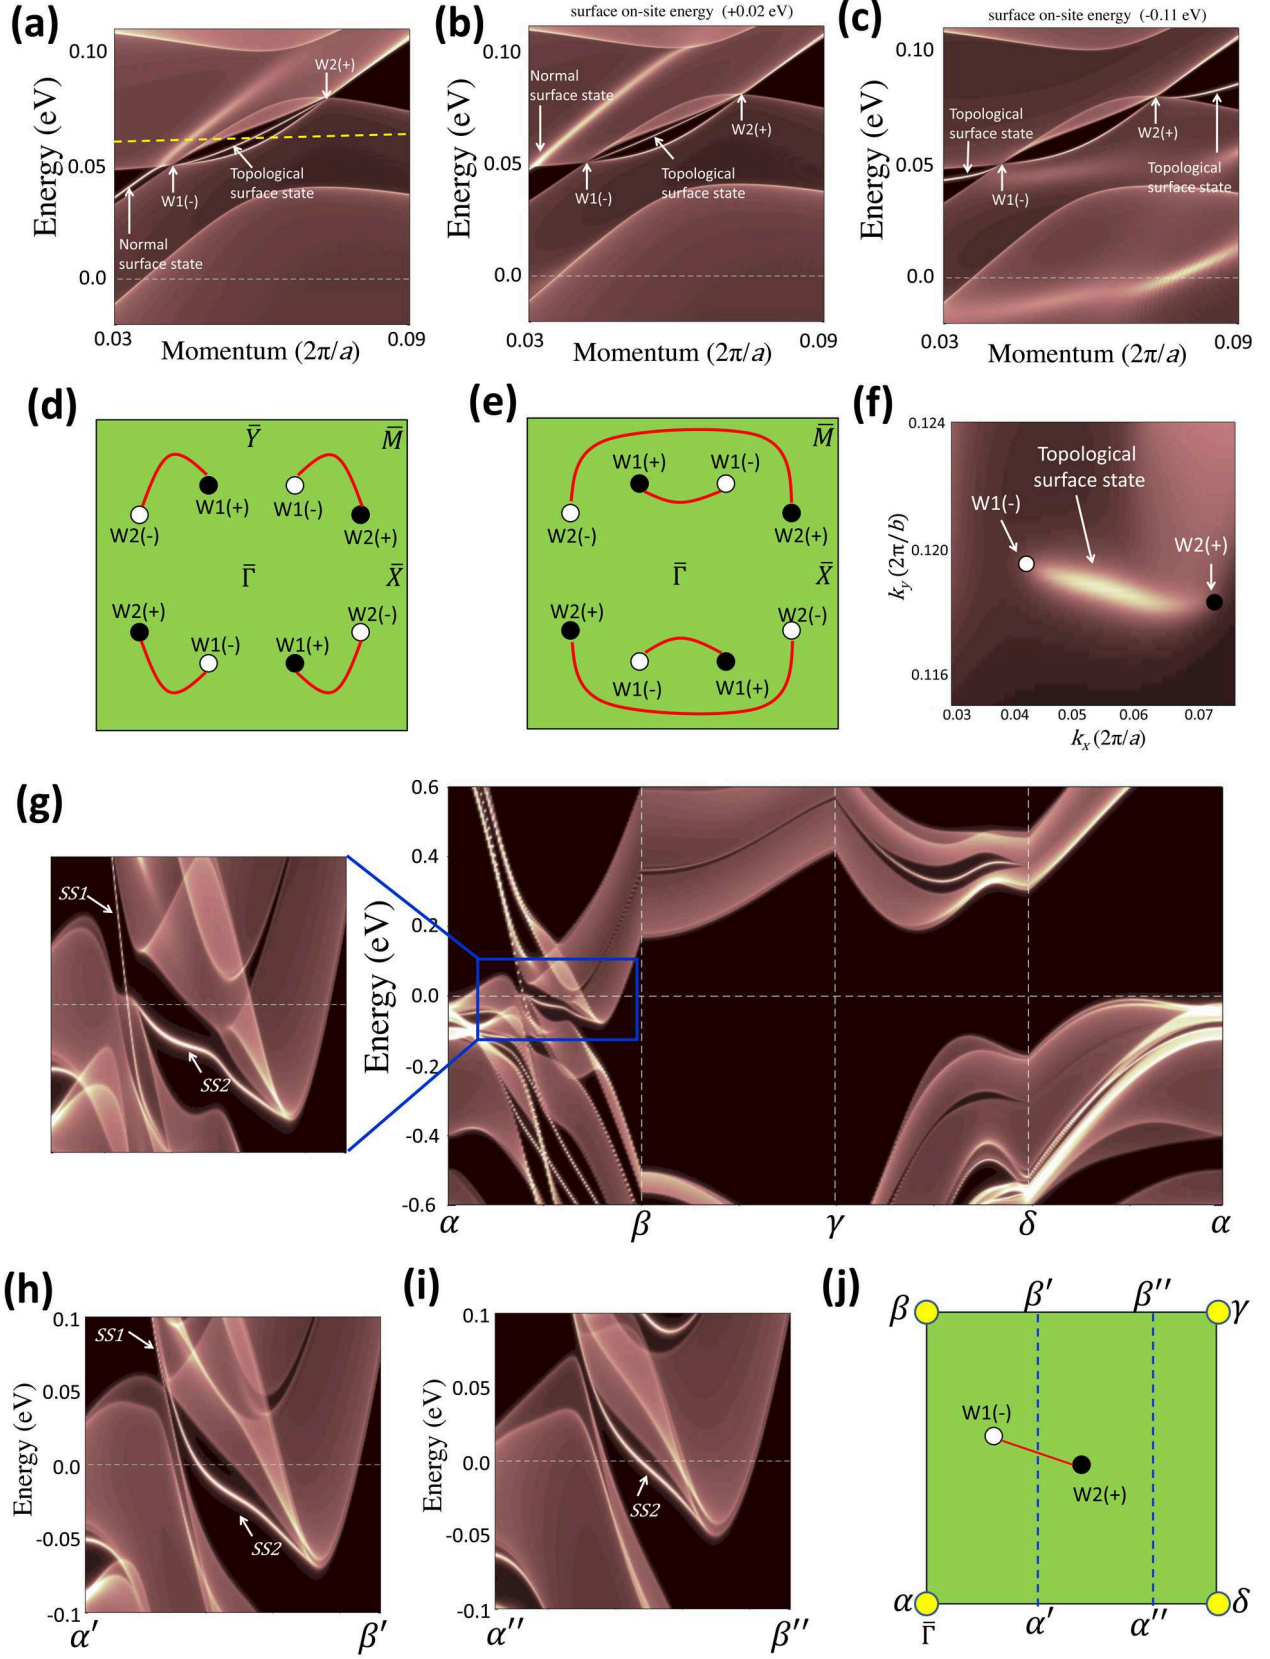 (a)
0.10
0.05
0.0
Energy (eV)
W2(+)
Topological
surface state
W1(-)
Normal
surface state
0.03
0.09
Momentum (2π/a)
(b)
surface on-site energy (+0.02 eV)
0.10
0.05
0.0
Energy (eV)
Normal
surface state
W2(+)
Topological
surface state
W1(-)
0.03
0.09
Momentum (2π/a)
(c)
surface on-site energy (-0.11 eV)
0.10
0.05
0.0
Energy (eV)
Topological
surface state
W2(+)
Topological
surface state
W1(-)
0.03
0.09
Momentum (2π/a)
(d)
Ȳ
M̄
W1(+)
W1(-)
W2(-)
W2(+)
Γ̄
X̄
W2(+)
W2(-)
W1(-)
W1(+)
(e)
M̄
W1(+)
W1(-)
W2(-)
W2(+)
Γ̄
X̄
W2(+)
W2(-)
W1(-)
W1(+)
(f)
0.124
0.120
0.116
k_y (2π/b)
Topological
surface state
W1(-)
W2(+)
0.03
0.04
0.05
0.06
0.07
k_x (2π/a)
(g)
SS1
SS2
0.6
0.4
0.2
0.0
-0.2
-0.4
-0.6
Energy (eV)
α
β
γ
δ
α
(h)
0.1
0.05
0.0
-0.05
-0.1
Energy (eV)
SS1
SS2
α′
β′
(i)
0.1
0.05
0.0
-0.05
-0.1
Energy (eV)
SS2
α′′
β′′
(j)
β
β′
β′′
γ
W1(-)
W2(+)
α
Γ̄
α′
α′′
δ